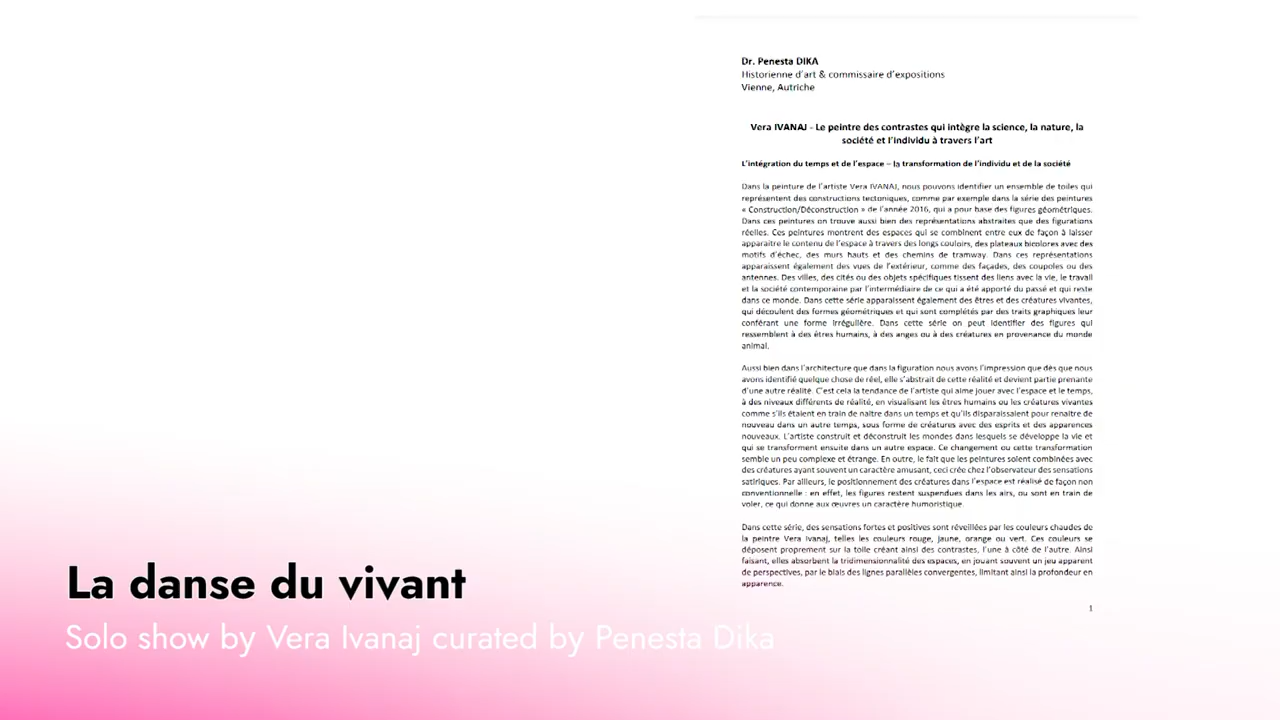 Dr. Penesta DIKA
Historienne d'art & commissaire d'expositions
Vienne, Autriche
Vera IVANAJ - Le peintre des contrastes qui intègre la science, la nature, la
société et l'individu à travers l'art
L'intégration du temps et de l'espace – la transformation de l'individu et de la société
Dans la peinture de l'artiste Vera IVANAJ, nous pouvons identifier un ensemble de toiles qui
représentent des constructions tectoniques, comme par exemple dans la série des peintures
« Construction/Déconstruction » de l'année 2016, qui a pour base des figures géométriques.
Dans ces peintures on trouve aussi bien des représentations abstraites que des figurations
réelles. Ces peintures montrent des espaces qui se combinent entre eux de façon à laisser
apparaitre le contenu de l'espace à travers des longs couloirs, des plateaux bicolores avec des
motifs d'échec, des murs hauts et des chemins de tramway. Dans ces représentations
apparaissent également des vues de l'extérieur, comme des façades, des coupoles ou des
antennes. Des villes, des cités ou des objets spécifiques tissent des liens avec la vie, le travail
et la société contemporaine par l'intermédiaire de ce qui a été apporté du passé et qui reste
dans ce monde. Dans cette série apparaissent également des êtres et des créatures vivantes,
qui découlent des formes géométriques et qui sont complétés par des traits graphiques leur
conférant une forme irrégulière. Dans cette série on peut identifier des figures qui
ressemblent à des êtres humains, à des anges ou à des créatures en provenance du monde
animal.
Aussi bien dans l'architecture que dans la figuration nous avons l'impression que dès que nous
avons identifié quelque chose de réel, elle s'abstrait de cette réalité et devient partie prenante
d'une autre réalité. C'est cela la tendance de l'artiste qui aime jouer avec l'espace et le temps,
à des niveaux différents de réalité, en visualisant les êtres humains ou les créatures vivantes
comme s'ils étaient en train de naitre dans un temps et qu'ils disparaissaient pour renaitre de
nouveau dans un autre temps, sous forme de créatures avec des esprits et des apparences
nouveaux. L'artiste construit et déconstruit les mondes dans lesquels se développe la vie et
qui se transforment ensuite dans un autre espace. Ce changement ou cette transformation
semble un peu complexe et étrange. En outre, le fait que les peintures soient combinées avec
des créatures ayant souvent un caractère amusant, ceci crée chez l'observateur des sensations
satiriques. Par ailleurs, le positionnement des créatures dans l'espace est réalisé de façon non
conventionnelle : en effet, les figures restent suspendues dans les airs, ou sont en train de
voler, ce qui donne aux œuvres un caractère humoristique.
Dans cette série, des sensations fortes et positives sont réveillées par les couleurs chaudes de
la peintre Vera Ivanaj, telles les couleurs rouge, jaune, orange ou vert. Ces couleurs se
déposent proprement sur la toile créant ainsi des contrastes, l'une à côté de l'autre. Ainsi
faisant, elles absorbent la tridimensionnalité des espaces, en jouant souvent un jeu apparent
de perspectives, par le biais des lignes parallèles convergentes, limitant ainsi la profondeur en
apparence.
1
La danse du vivant
Solo show by Vera Ivanaj curated by Penesta Dika